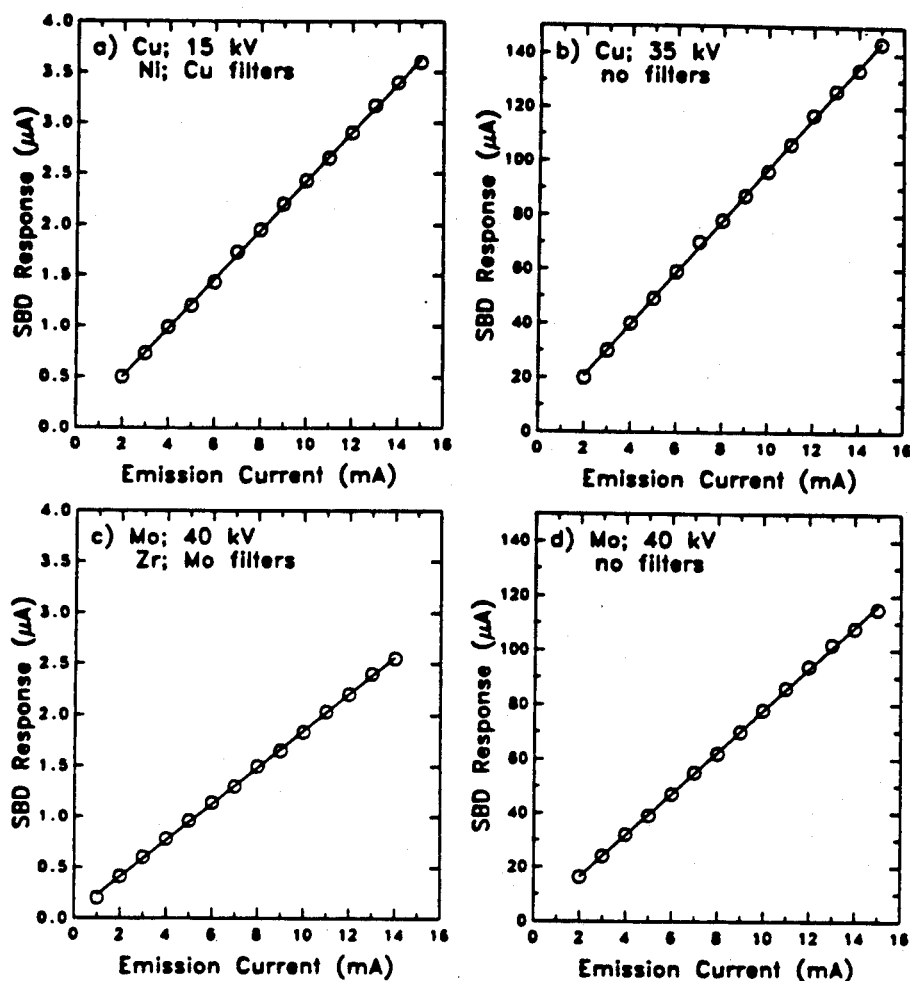 a) Cu; 15 kV
Ni; Cu filters
SBD Response (μA)
4.0
3.5
3.0
2.5
2.0
1.5
1.0
0.5
0.0
0 2 4 6 8 10 12 14 16
Emission Current (mA)
b) Cu; 35 kV
no filters
SBD Response (μA)
140
120
100
80
60
40
20
0
0 2 4 6 8 10 12 14 16
Emission Current (mA)
c) Mo; 40 kV
Zr; Mo filters
SBD Response (μA)
4.0
3.5
3.0
2.5
2.0
1.5
1.0
0.5
0.0
0 2 4 6 8 10 12 14 16
Emission Current (mA)
d) Mo; 40 kV
no filters
SBD Response (μA)
140
120
100
80
60
40
20
0
0 2 4 6 8 10 12 14 16
Emission Current (mA)